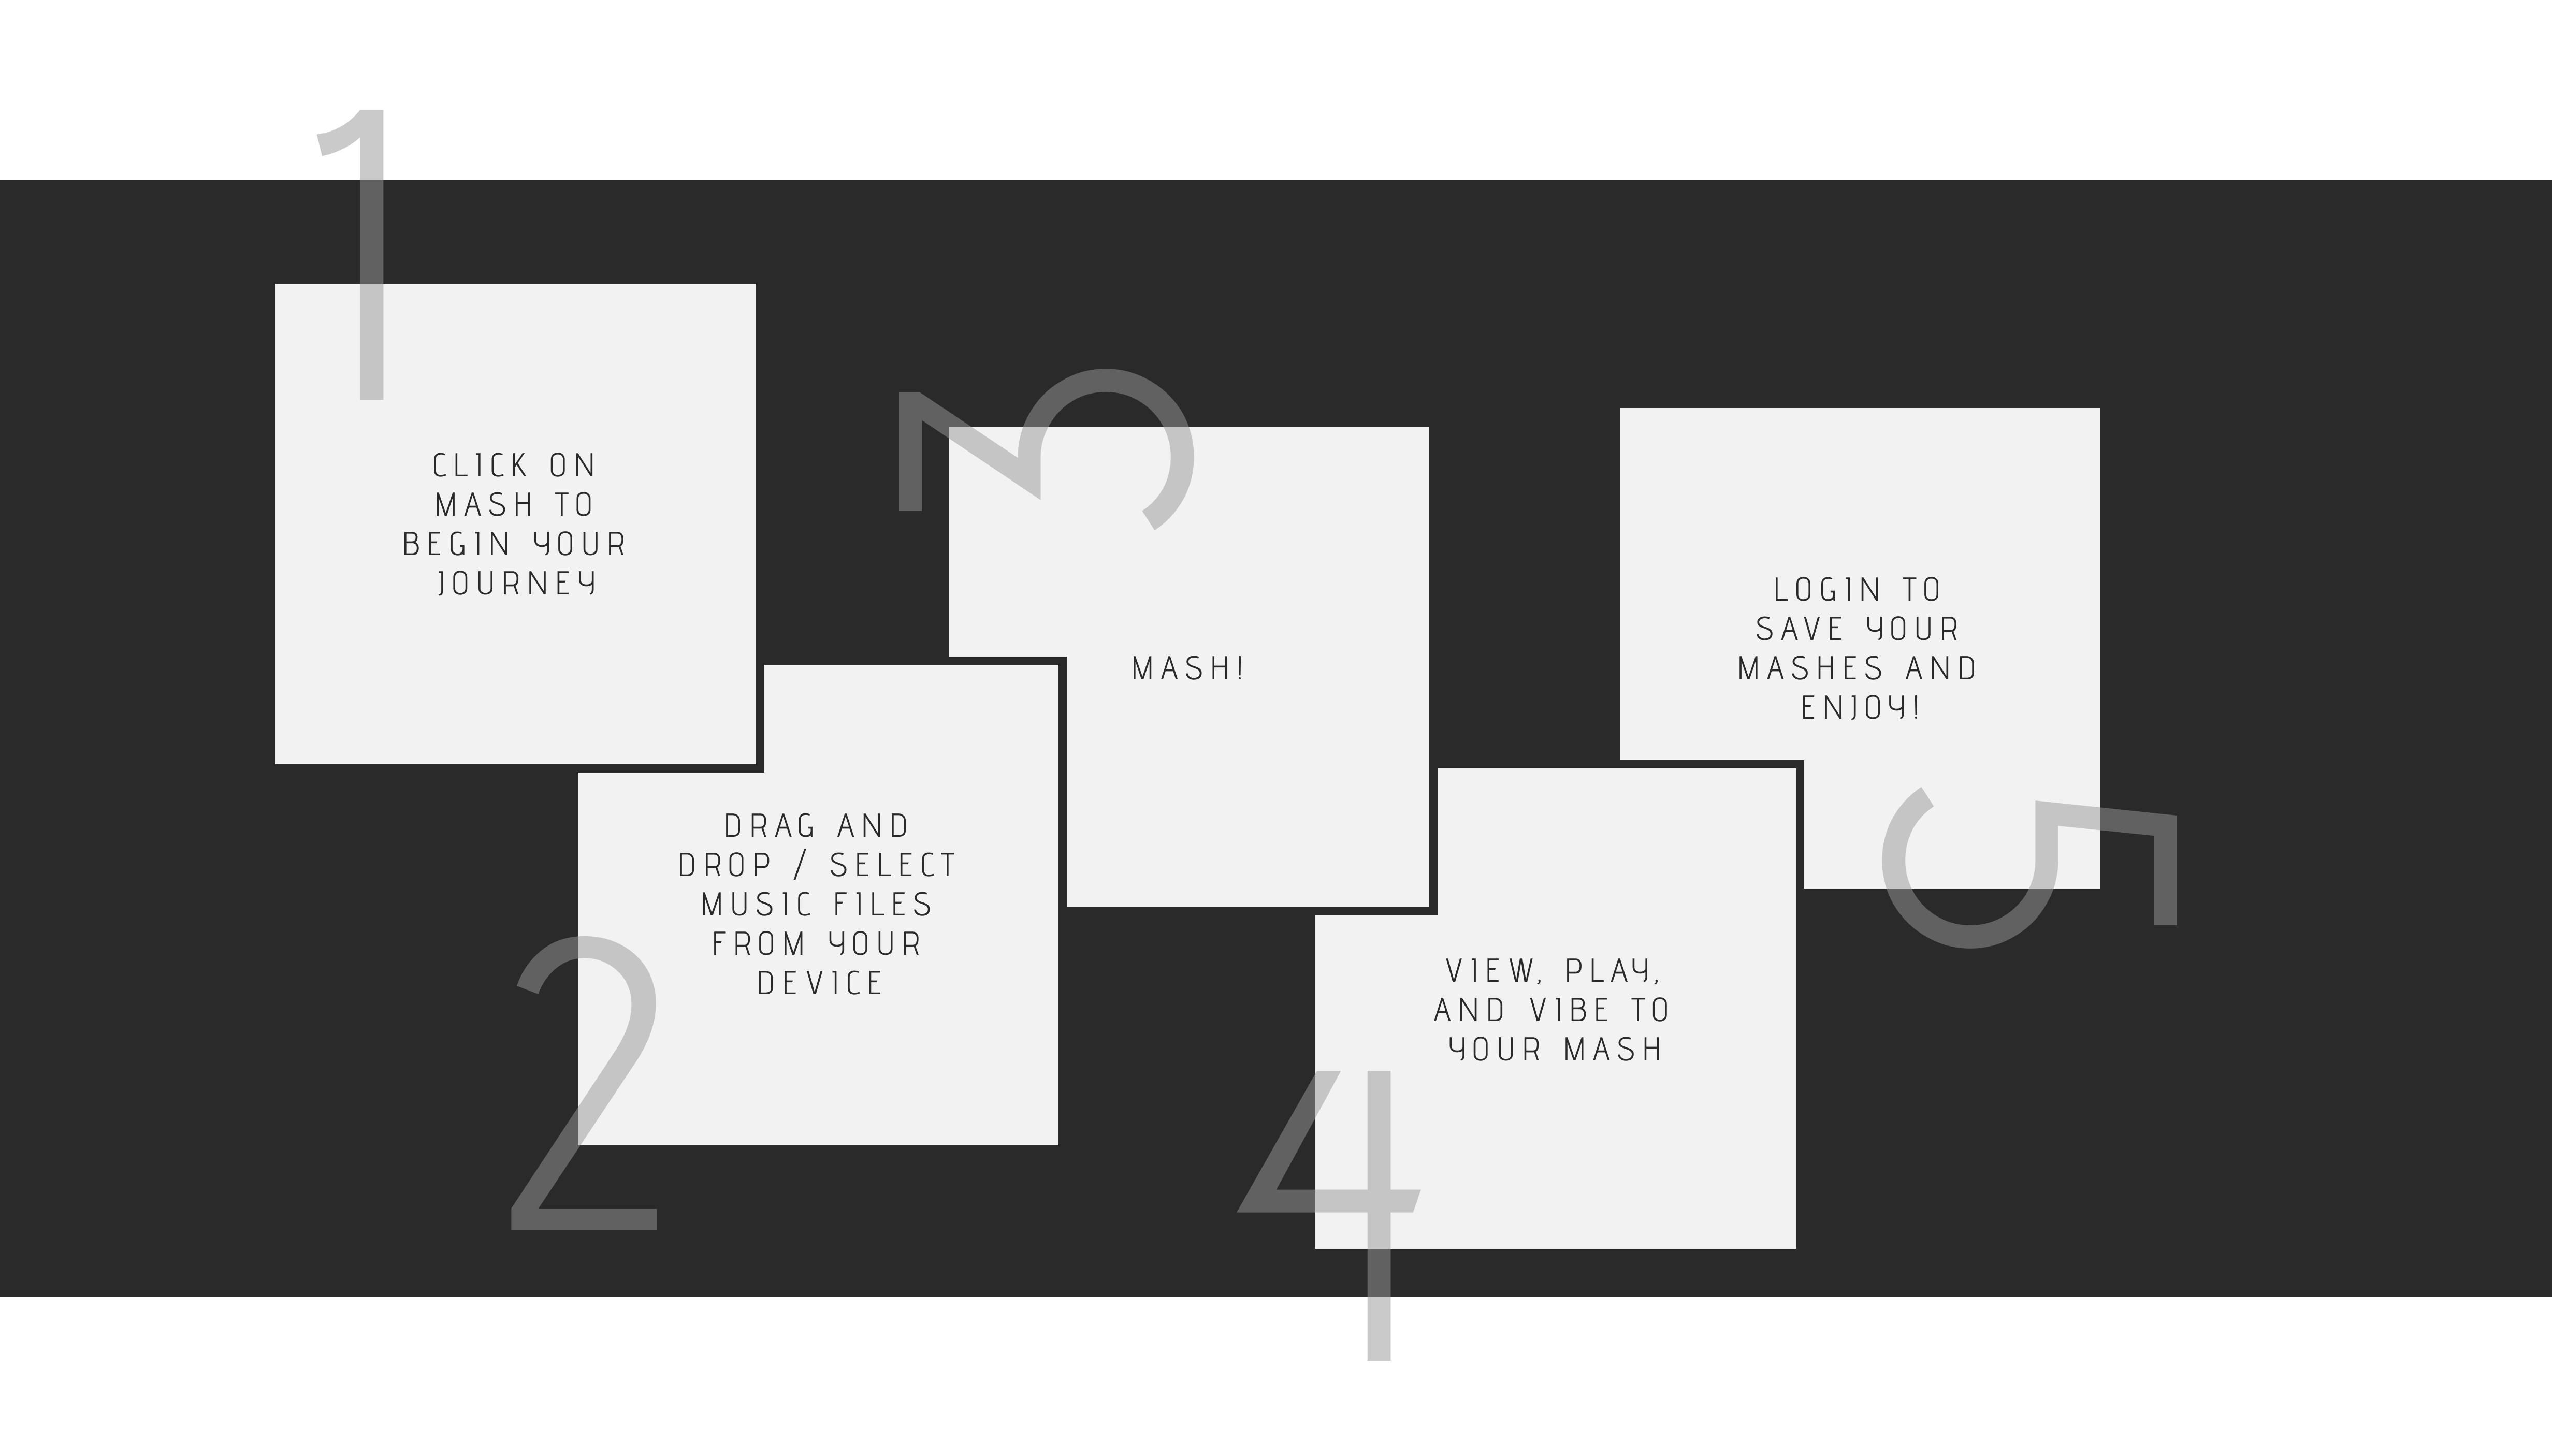 1
CLICK ON
MASH TO
BEGIN YOUR
JOURNEY
2
DRAG AND
DROP / SELECT
MUSIC FILES
FROM YOUR
DEVICE
3
MASH!
4
VIEW, PLAY,
AND VIBE TO
YOUR MASH
5
LOGIN TO
SAVE YOUR
MASHES AND
ENJOY!